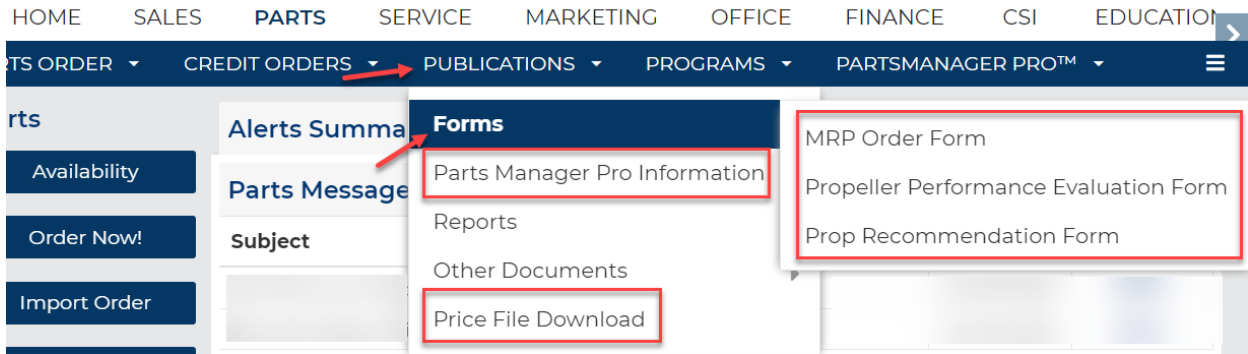 HOME SALES PARTS SERVICE MARKETING OFFICE FINANCE CSI EDUCATION
RTS ORDER CREDIT ORDERS PUBLICATIONS PROGRAMS PARTSMANAGER PRO™
rts
Availability
Order Now!
Import Order
Alerts Summa
Parts Message
Subject
Forms
Parts Manager Pro Information
Reports
Other Documents
Price File Download
MRP Order Form
Propeller Performance Evaluation Form
Prop Recommendation Form